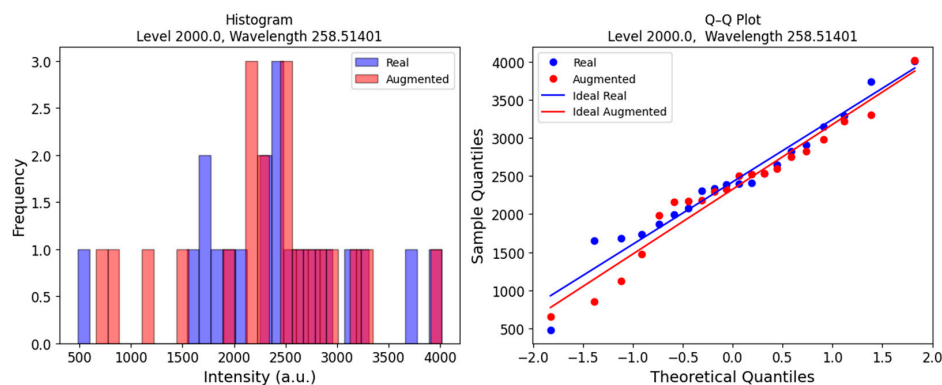 Histogram
Level 2000.0, Wavelength 258.51401
Real
Augmented
Frequency
3.0
2.5
2.0
1.5
1.0
0.5
0.0
500 1000 1500 2000 2500 3000 3500 4000
Intensity (a.u.)
Q–Q Plot
Level 2000.0, Wavelength 258.51401
Real
Augmented
Ideal Real
Ideal Augmented
Sample Quantiles
4000
3500
3000
2500
2000
1500
1000
500
−2.0 −1.5 −1.0 −0.5 0.0 0.5 1.0 1.5 2.0
Theoretical Quantiles